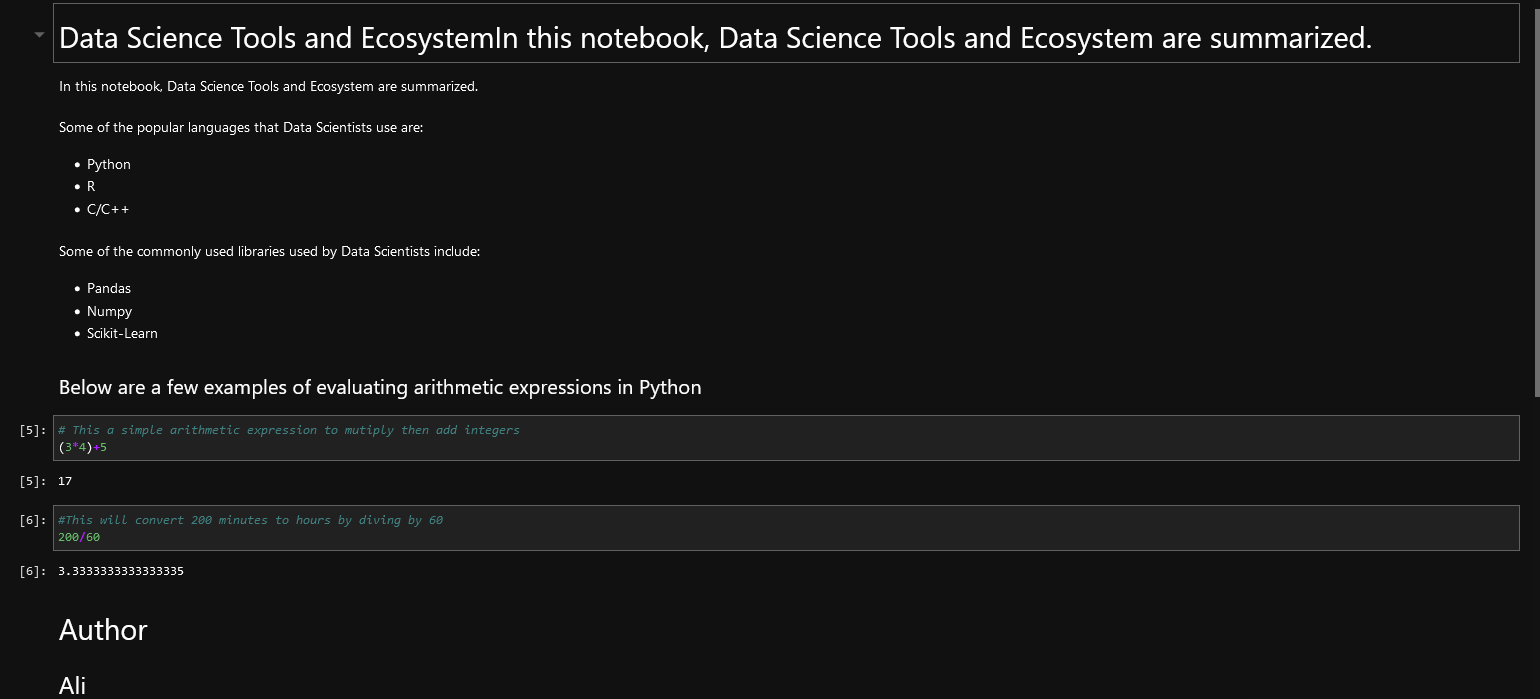 Data Science Tools and EcosystemIn this notebook, Data Science Tools and Ecosystem are summarized.
In this notebook, Data Science Tools and Ecosystem are summarized.
Some of the popular languages that Data Scientists use are:
• Python
• R
• C/C++
Some of the commonly used libraries used by Data Scientists include:
• Pandas
• Numpy
• Scikit-Learn
Below are a few examples of evaluating arithmetic expressions in Python
[5]: # This a simple arithmetic expression to mutiply then add integers
(3*4)+5
[5]: 17
[6]: #This will convert 200 minutes to hours by diving by 60
200/60
[6]: 3.3333333333333335
Author
Ali